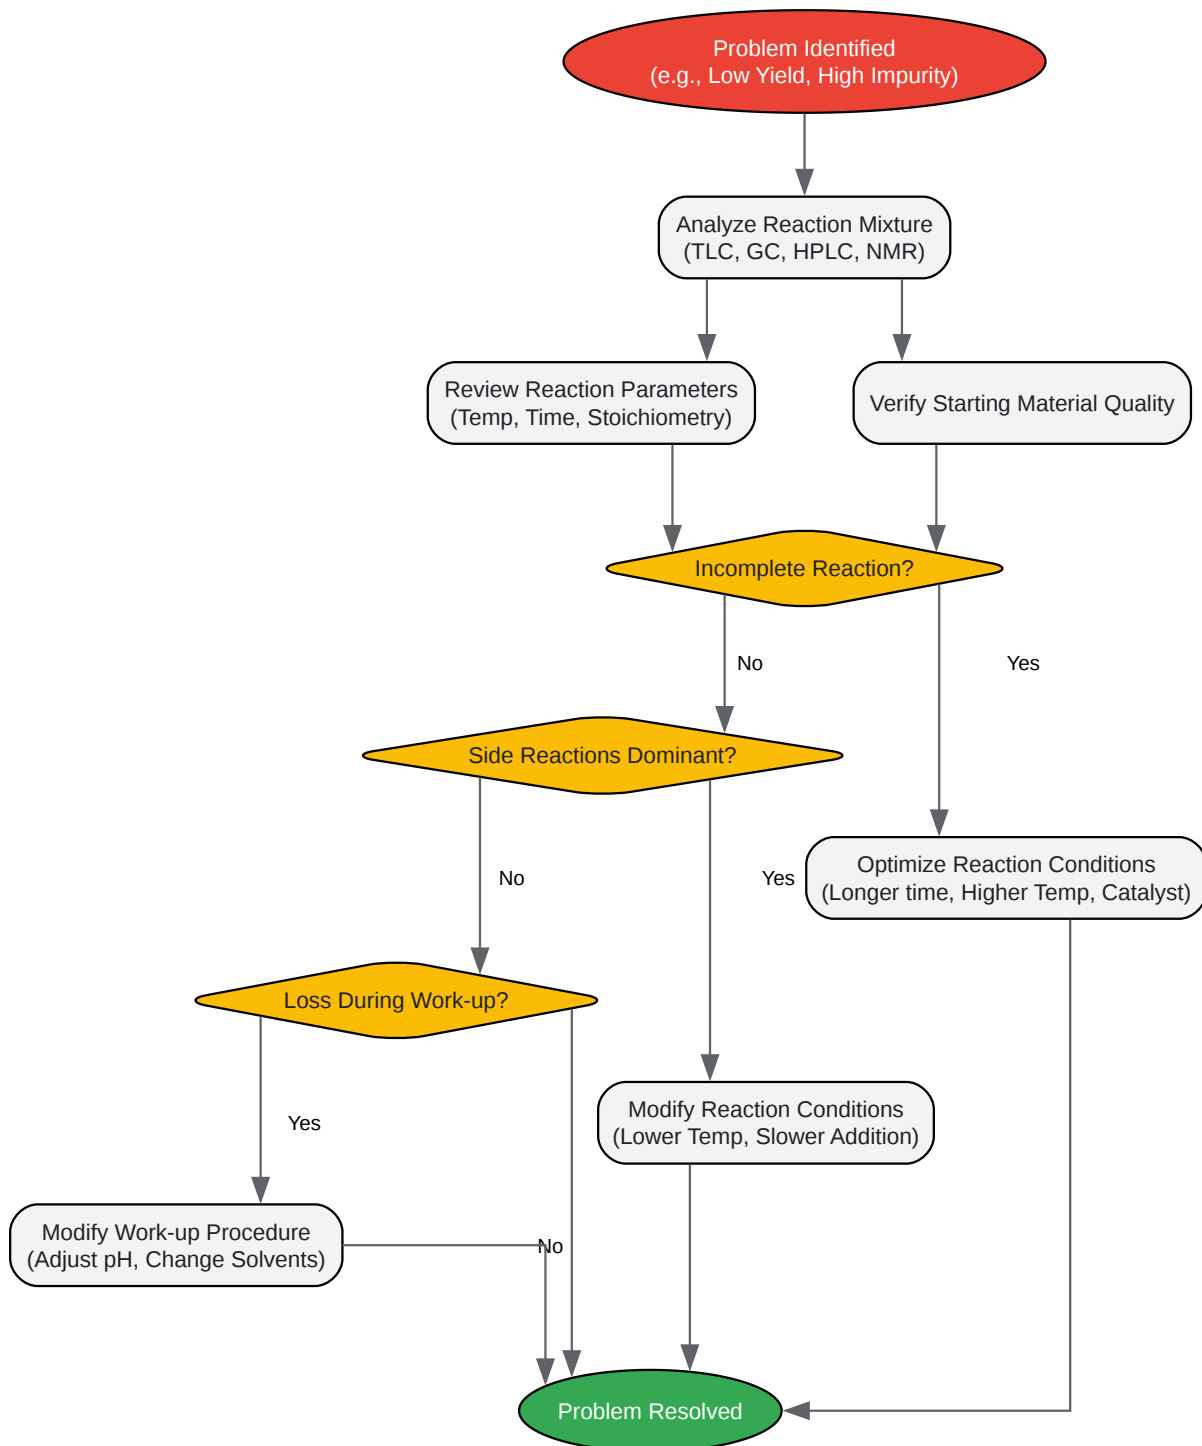 Problem Identified
(e.g., Low Yield, High Impurity)
Analyze Reaction Mixture
(TLC, GC, HPLC, NMR)
Review Reaction Parameters
(Temp, Time, Stoichiometry)
Verify Starting Material Quality
Incomplete Reaction?
No
Yes
Side Reactions Dominant?
No
Yes
Optimize Reaction Conditions
(Longer time, Higher Temp, Catalyst)
Loss During Work-up?
Yes
Modify Reaction Conditions
(Lower Temp, Slower Addition)
Modify Work-up Procedure
(Adjust pH, Change Solvents)
No
Problem Resolved